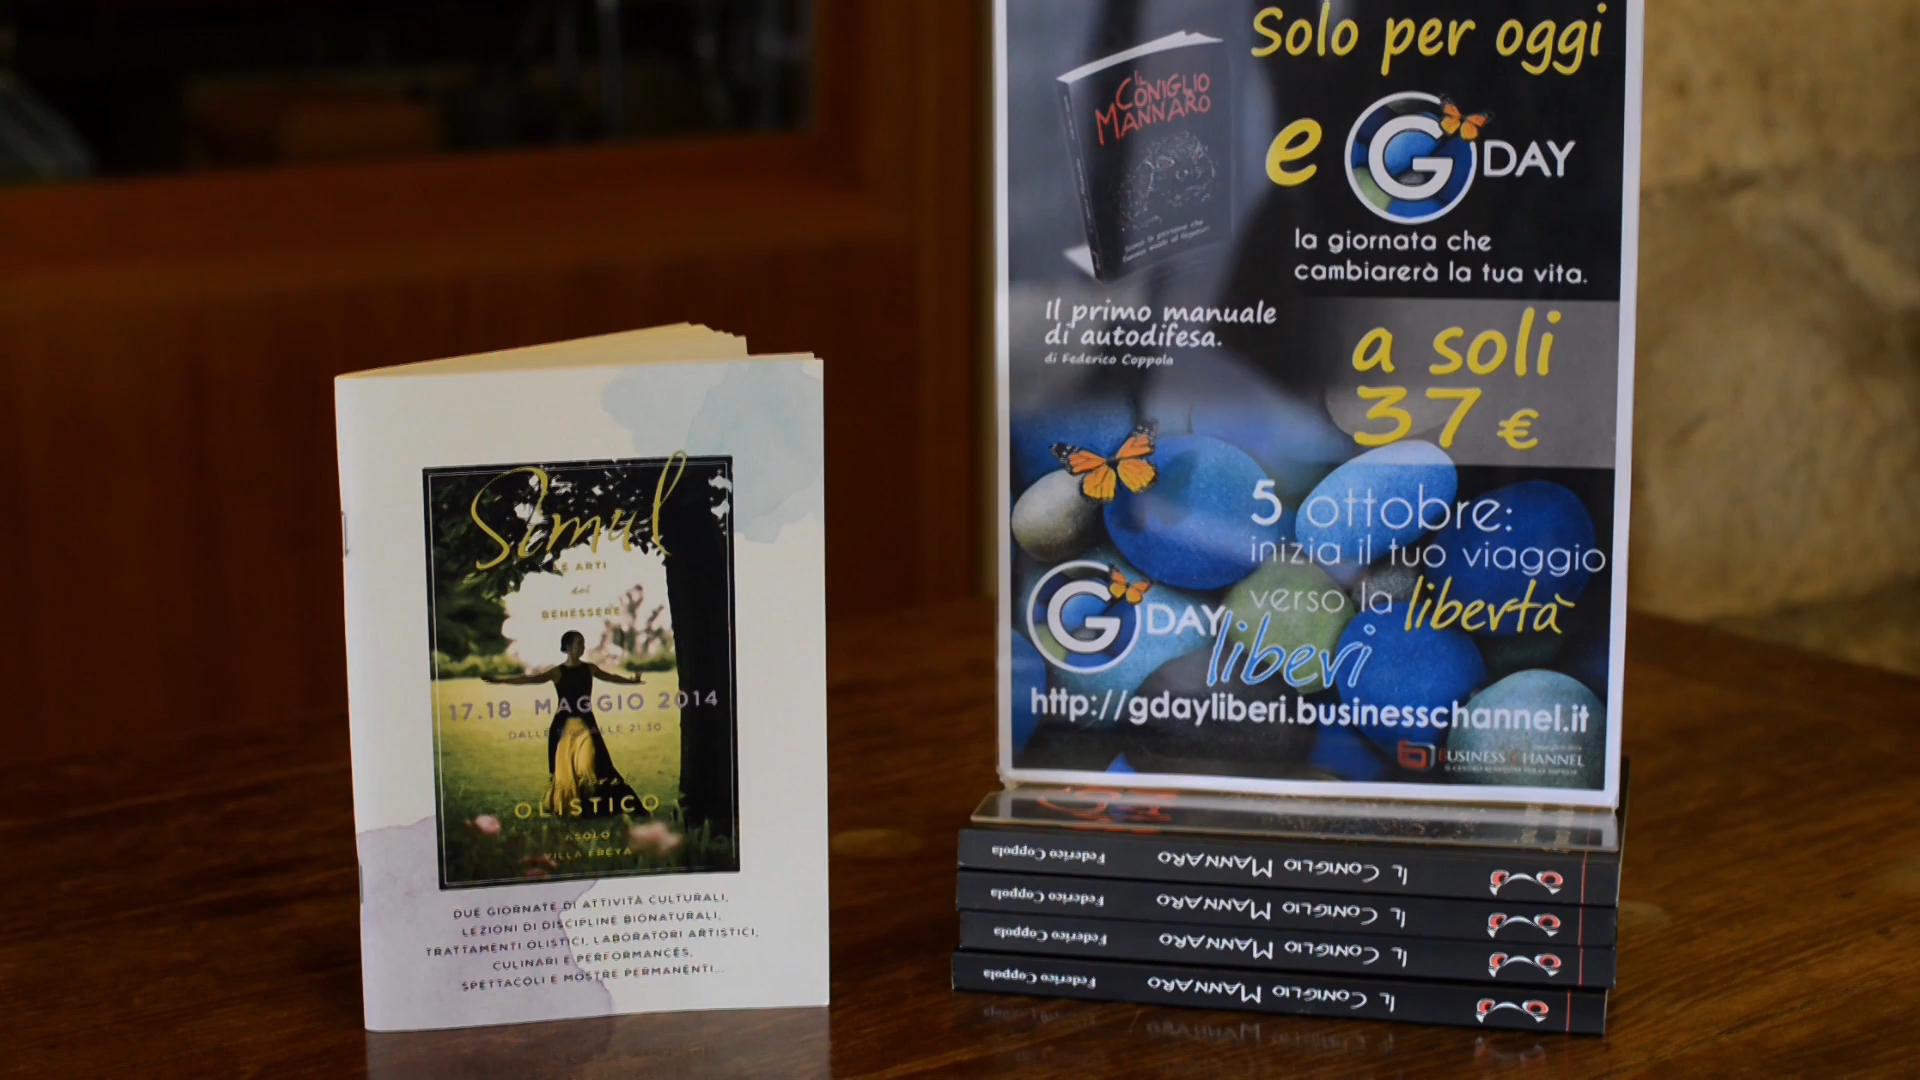 Simul
LE ARTI
del
BENESSERE
17.18 MAGGIO 2014
OLISTICO
ASOLO
VILLA FREYA
DUE GIORNATE DI ATTIVITÀ CULTURALI,
LEZIONI DI DISCIPLINE BIONATURALI,
TRATTAMENTI OLISTICI, LABORATORI ARTISTICI,
CULINARI E PERFORMANCES,
SPETTACOLI E MOSTRE PERMANENTI...
Solo per oggi
IL
CONIGLIO
MANNARO
e G DAY
la giornata che
cambiarerà la tua vita.
Il primo manuale
di autodifesa.
di Federico Coppola
a soli
37 €
5 ottobre:
inizia il tuo viaggio
verso la libertà
G DAY
liberi
http://gdayliberi.businesschannel.it
BUSINESS CHANNEL
Federico Coppola IL CONIGLIO MANNARO
Federico Coppola IL CONIGLIO MANNARO
Federico Coppola IL CONIGLIO MANNARO
Federico Coppola IL CONIGLIO MANNARO